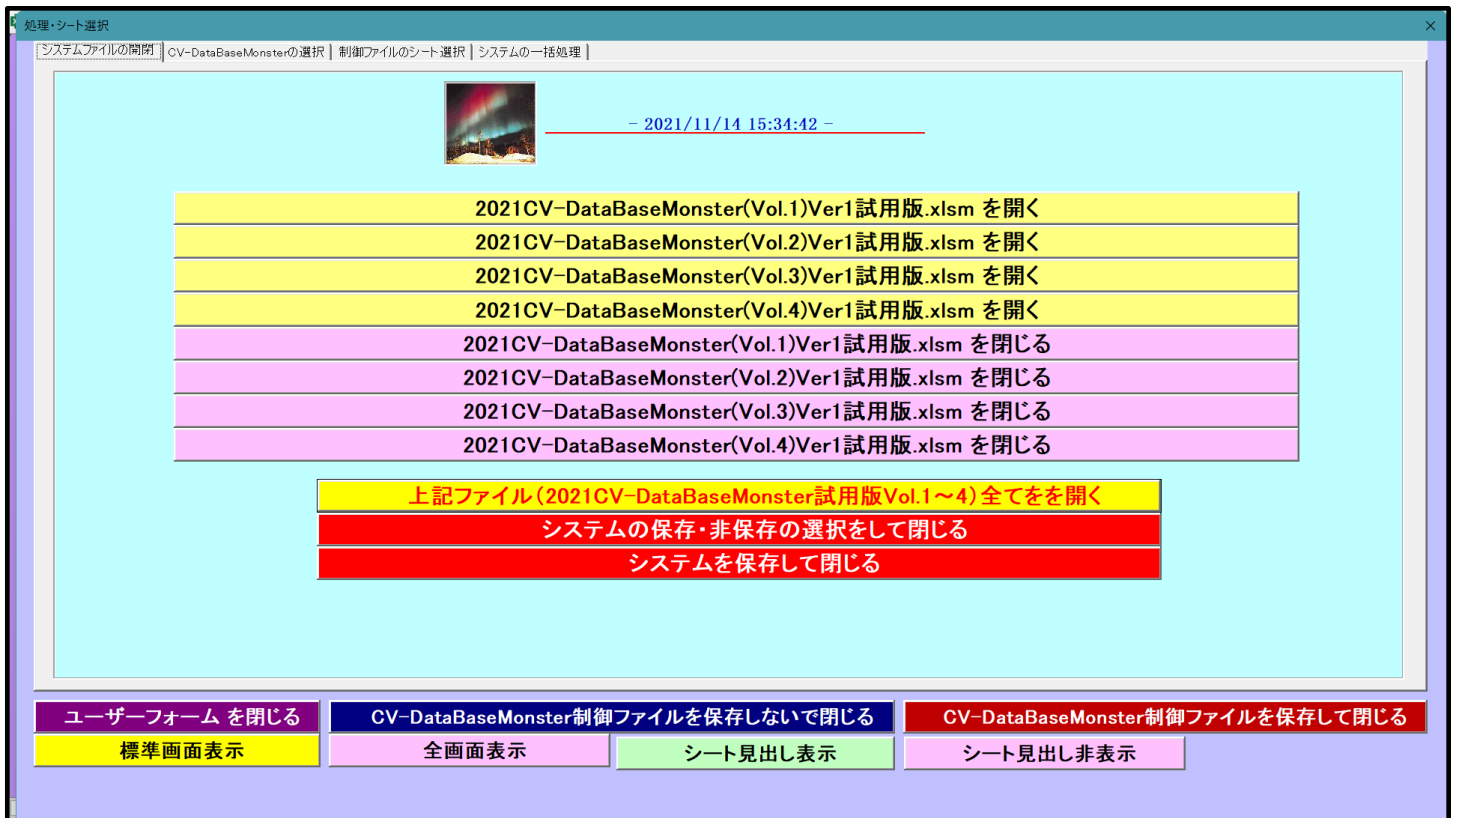 処理・シート選択
システムファイルの開閉 CV-DataBaseMonsterの選択 制御ファイルのシート選択 システムの一括処理
- 2021/11/14 15:34:42 -
2021CV-DataBaseMonster(Vol.1)Ver1試用版.xlsm を開く
2021CV-DataBaseMonster(Vol.2)Ver1試用版.xlsm を開く
2021CV-DataBaseMonster(Vol.3)Ver1試用版.xlsm を開く
2021CV-DataBaseMonster(Vol.4)Ver1試用版.xlsm を開く
2021CV-DataBaseMonster(Vol.1)Ver1試用版.xlsm を閉じる
2021CV-DataBaseMonster(Vol.2)Ver1試用版.xlsm を閉じる
2021CV-DataBaseMonster(Vol.3)Ver1試用版.xlsm を閉じる
2021CV-DataBaseMonster(Vol.4)Ver1試用版.xlsm を閉じる
上記ファイル(2021CV-DataBaseMonster試用版Vol.1～4)全てをを開く
システムの保存・非保存の選択をして閉じる
システムを保存して閉じる
ユーザーフォーム を閉じる CV-DataBaseMonster制御ファイルを保存しないで閉じる CV-DataBaseMonster制御ファイルを保存して閉じる
標準画面表示 全画面表示 シート見出し表示 シート見出し非表示